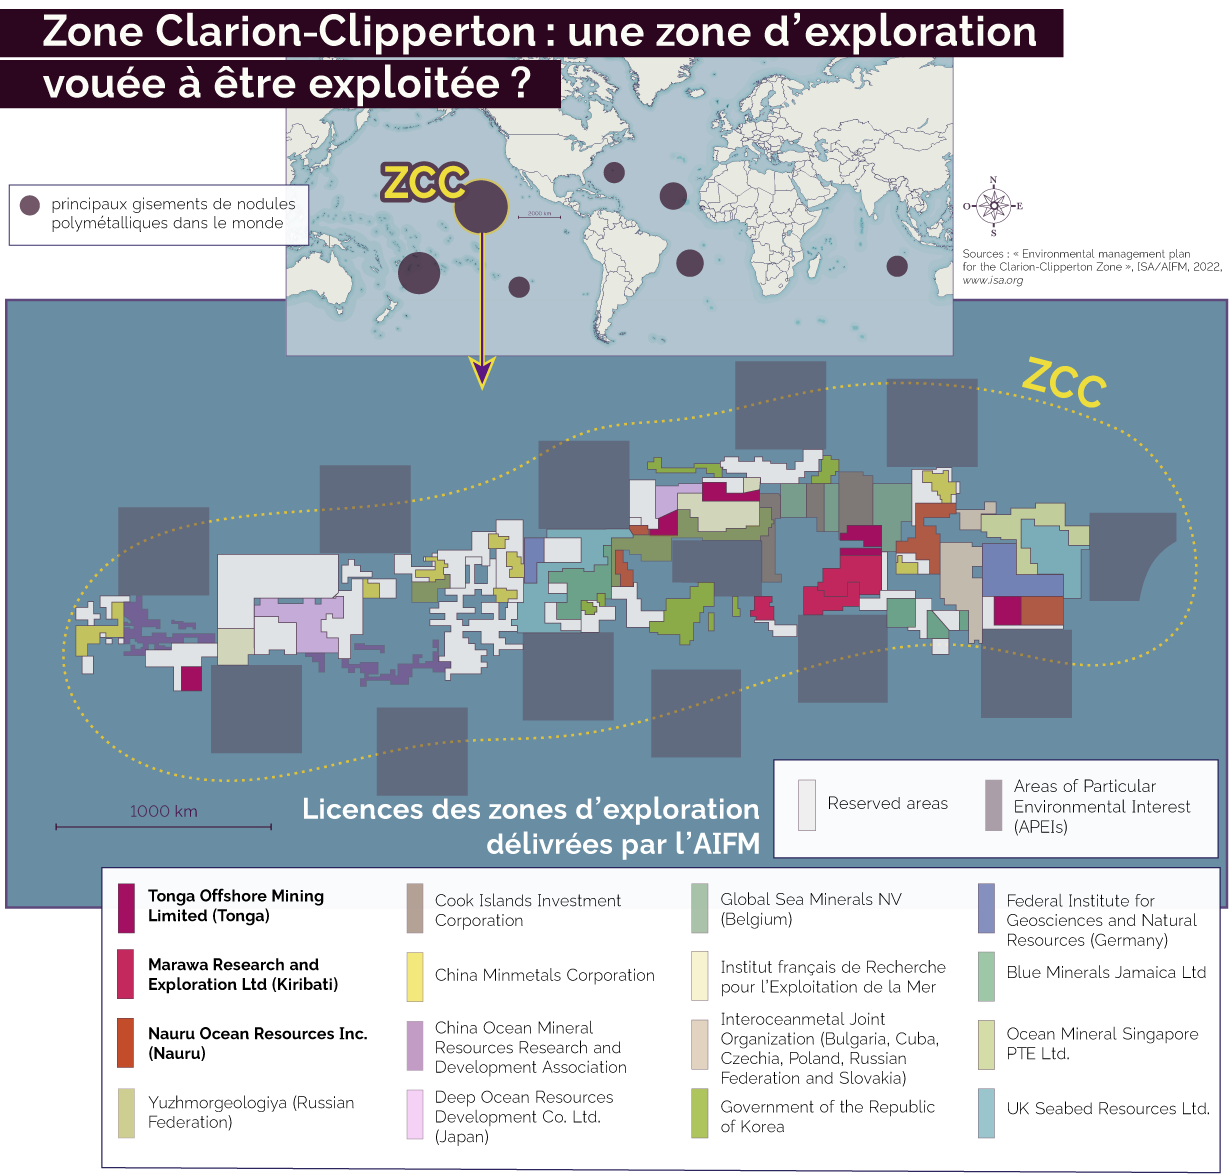 Zone Clarion-Clipperton : une zone d’exploration
vouée à être exploitée ?
ZCC
2000 km
principaux gisements de nodules
polymétalliques dans le monde
N
O
E
S
Sources : « Environmental management plan
for the Clarion-Clipperton Zone », ISA/AIFM, 2022,
www.isa.org
ZCC
1000 km
Licences des zones d’exploration
délivrées par l’AIFM
Reserved areas
Areas of Particular
Environmental Interest
(APEIs)
Tonga Offshore Mining
Limited (Tonga)
Marawa Research and
Exploration Ltd (Kiribati)
Nauru Ocean Resources Inc.
(Nauru)
Yuzhmorgeologiya (Russian
Federation)
Cook Islands Investment
Corporation
China Minmetals Corporation
China Ocean Mineral
Resources Research and
Development Association
Deep Ocean Resources
Development Co. Ltd.
(Japan)
Global Sea Minerals NV
(Belgium)
Institut français de Recherche
pour l’Exploitation de la Mer
Interoceanmetal Joint
Organization (Bulgaria, Cuba,
Czechia, Poland, Russian
Federation and Slovakia)
Government of the Republic
of Korea
Federal Institute for
Geosciences and Natural
Resources (Germany)
Blue Minerals Jamaica Ltd
Ocean Mineral Singapore
PTE Ltd.
UK Seabed Resources Ltd.